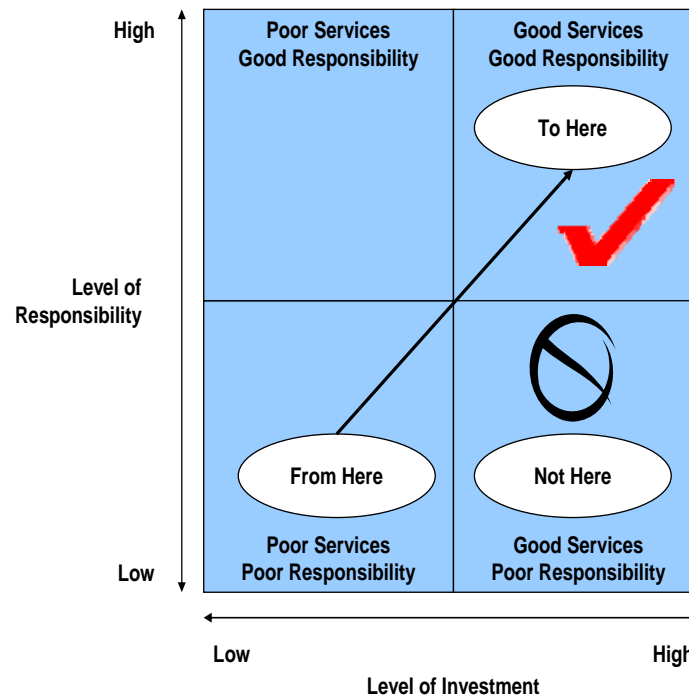 High
Poor Services
Good Responsibility
Good Services
Good Responsibility
To Here
Level of
Responsibility
From Here
Not Here
Poor Services
Poor Responsibility
Good Services
Poor Responsibility
Low
Low
High
Level of Investment